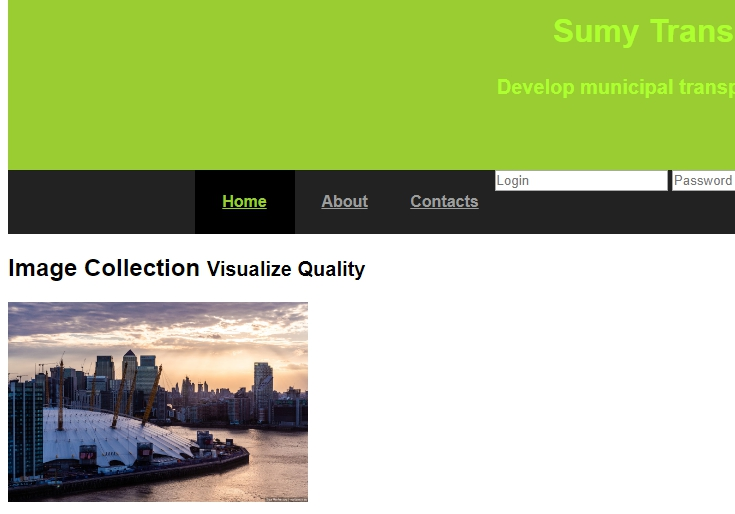 Sumy Trans
Develop municipal transp
Home About Contacts Login Password
Image Collection Visualize Quality